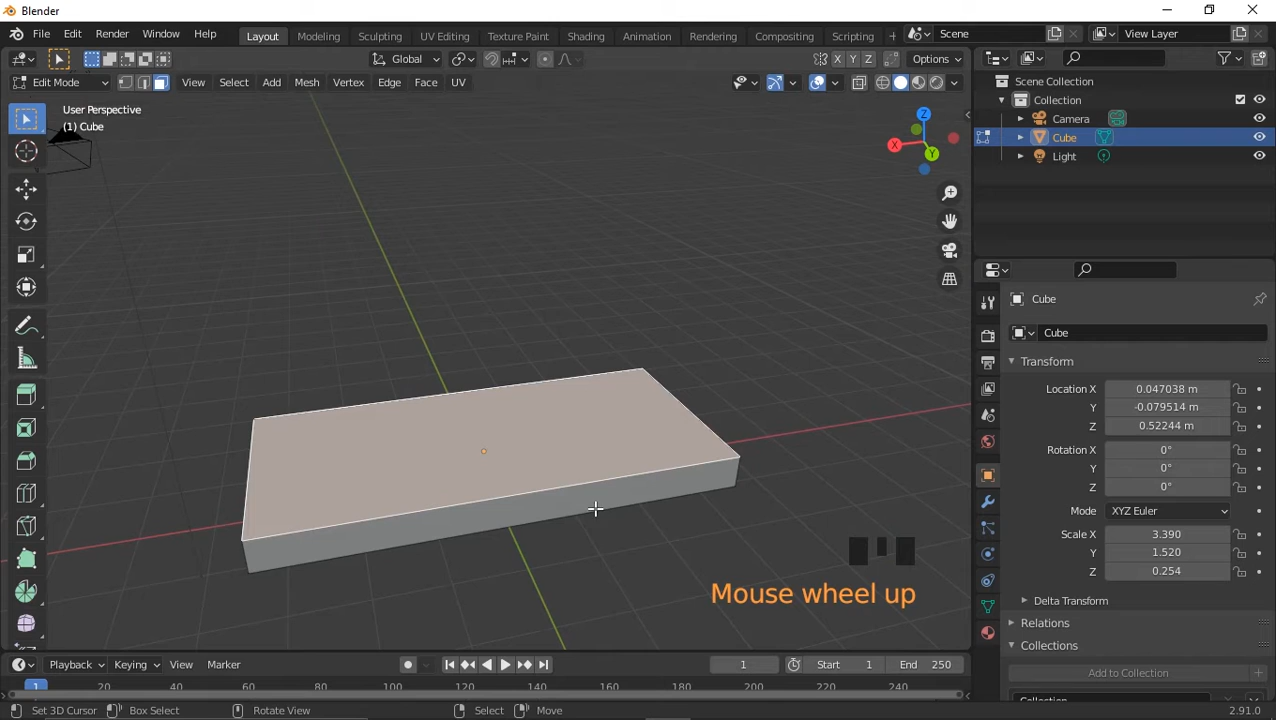 Blender
File Edit Render Window Help Layout Modeling Sculpting UV Editing Texture Paint Shading Animation Rendering Compositing Scripting + Scene View Layer
Global Options
Edit Mode View Select Add Mesh Vertex Edge Face UV
User Perspective
(1) Cube
X Y Z
X Y Z
Scene Collection
Collection
Camera
Cube
Light
Cube
Cube
Transform
Location X 0.047038 m
Y -0.079514 m
Z 0.52244 m
Rotation X 0°
Y 0°
Z 0°
Mode XYZ Euler
Scale X 3.390
Y 1.520
Z 0.254
Delta Transform
Relations
Collections
Add to Collection +
Mouse wheel up
Playback Keying View Marker 1 Start 1 End 250
1 20 40 60 80 100 120 140 160 180 200 220 240
Set 3D Cursor Box Select Rotate View Select Move 2.91.0